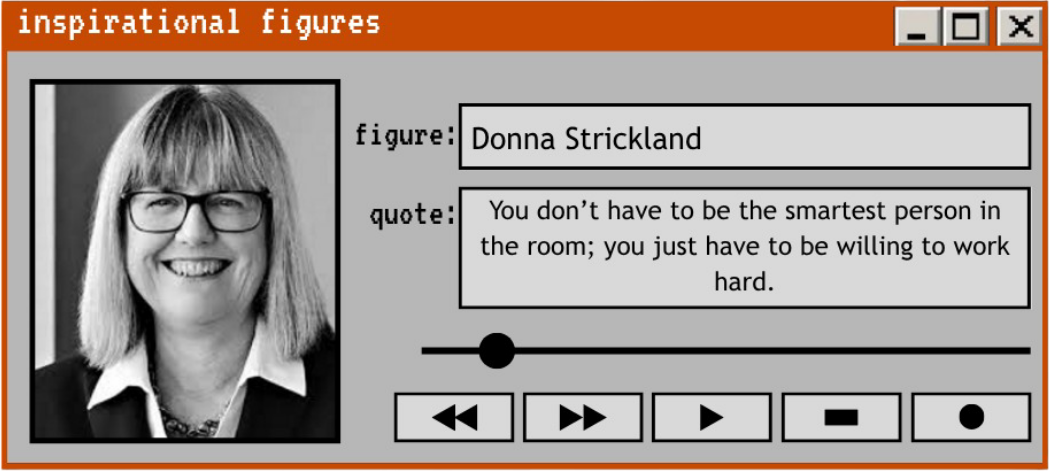 inspirational figures
figure: Donna Strickland
quote: You don’t have to be the smartest person in
the room; you just have to be willing to work
hard.